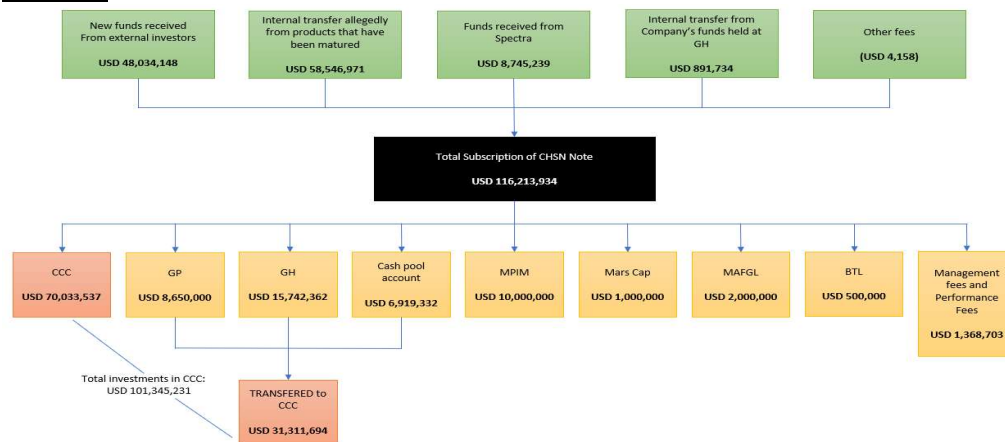 New funds received
From external investors
USD 48,034,148
Internal transfer allegedly
from products that have
been matured
USD 58,546,971
Funds received from
Spectra
USD 8,745,239
Internal transfer from
Company's funds held at
GH
USD 891,734
Other fees
(USD 4,158)
Total Subscription of CHSN Note
USD 116,213,934
CCC
USD 70,033,537
GP
USD 8,650,000
GH
USD 15,742,362
Cash pool
account
USD 6,919,332
MPIM
USD 10,000,000
Mars Cap
USD 1,000,000
MAFGL
USD 2,000,000
BTL
USD 500,000
Management
fees and
Performance
Fees
USD 1,368,703
Total investments in CCC:
USD 101,345,231
TRANSFERED to
CCC
USD 31,311,694